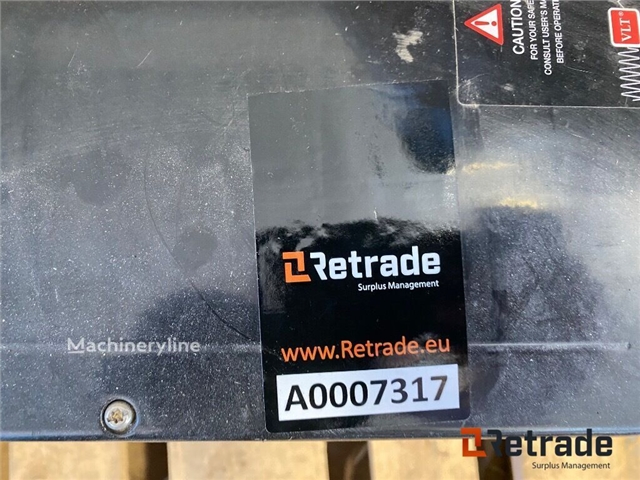 CAUTION
FOR YOUR SAFE
CONSULT USER'S MA
BEFORE OPERATI
VLT®
Retrade
Surplus Management
www.Retrade.eu
A0007317
Machineryline
Retrade
Surplus Management